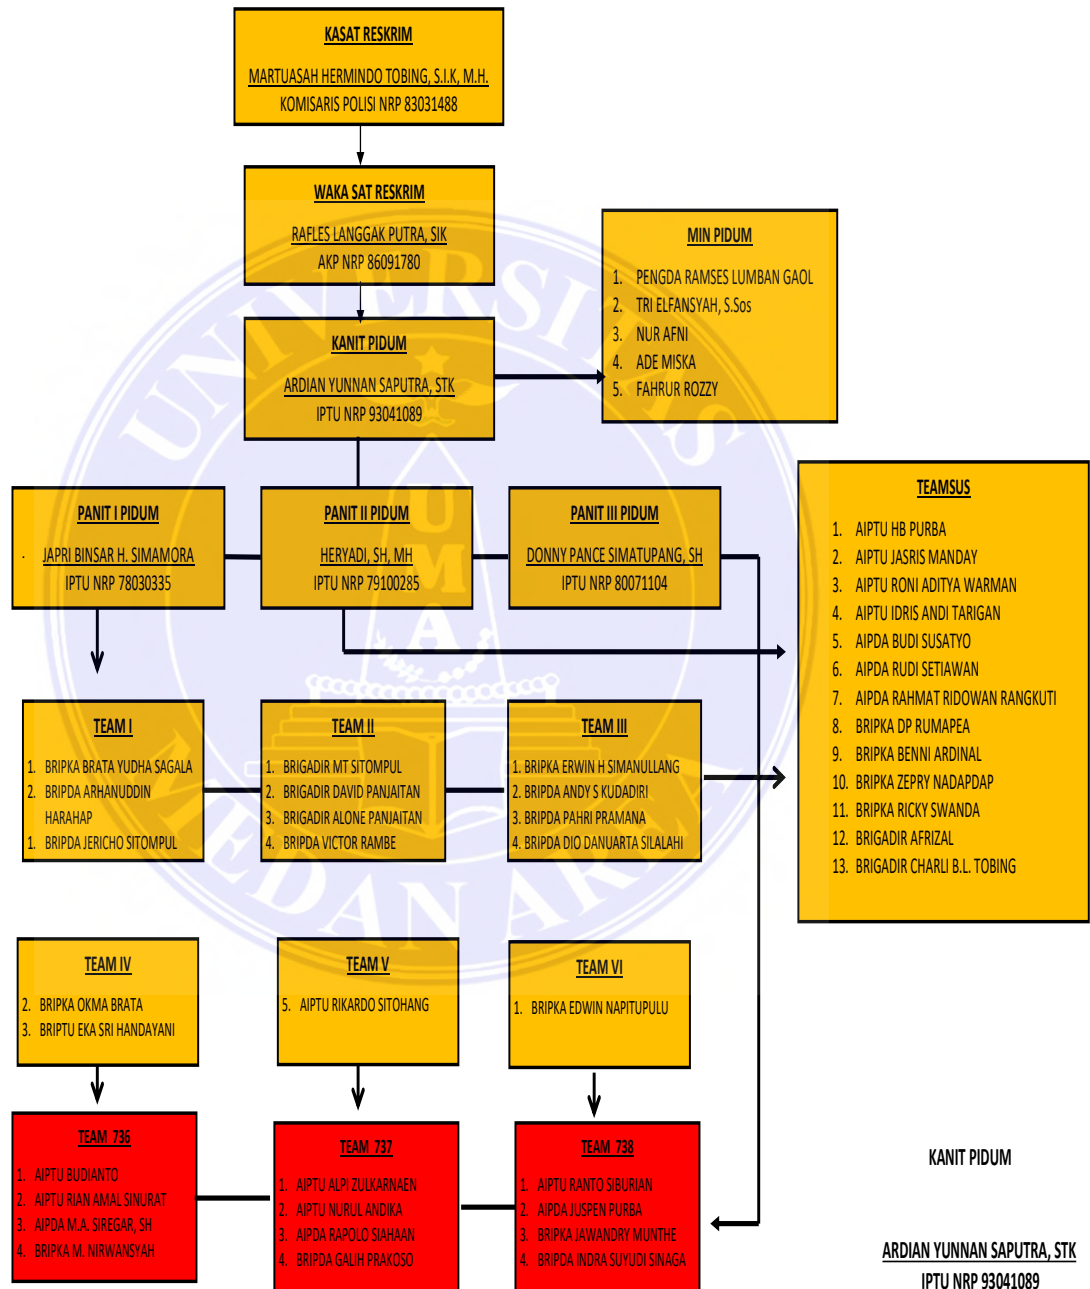 KASAT RESKRIM
MARTUASAH HERMINDO TOBING, S.I.K, M.H.
KOMISARIS POLISI NRP 83031488
WAKA SAT RESKRIM
RAFLES LANGGAK PUTRA, SIK
AKP NRP 86091780
MIN PIDUM
1. PENGDA RAMSES LUMBAN GAOL
2. TRI ELFANSYAH, S.Sos
3. NUR AFNI
4. ADE MISKA
5. FAHRUR ROZZY
KANIT PIDUM
ARDIAN YUNNAN SAPUTRA, STK
IPTU NRP 93041089
PANIT I PIDUM
JAPRI BINSAR H. SIMAMORA
IPTU NRP 78030335
PANIT II PIDUM
HERYADI, SH, MH
IPTU NRP 79100285
PANIT III PIDUM
DONNY PANCE SIMATUPANG, SH
IPTU NRP 80071104
TEAMSUS
1. AIPTU HB PURBA
2. AIPTU JASRIS MANDAY
3. AIPTU RONI ADITYA WARMAN
4. AIPTU IDRIS ANDI TARIGAN
5. AIPDA BUDI SUSATYO
6. AIPDA RUDI SETIAWAN
7. AIPDA RAHMAT RIDOWAN RANGKUTI
8. BRIPKA DP RUMAPEA
9. BRIPKA BENNI ARDINAL
10. BRIPKA ZEPRY NADAPDAP
11. BRIPKA RICKY SWANDA
12. BRIGADIR AFRIZAL
13. BRIGADIR CHARLI B.L. TOBING
TEAM I
1. BRIPKA BRATA YUDHA SAGALA
2. BRIPDA ARHANUDDIN
HARAHAP
1. BRIPDA JERICHO SITOMPUL
TEAM II
1. BRIGADIR MT SITOMPUL
2. BRIGADIR DAVID PANJAITAN
3. BRIGADIR ALONE PANJAITAN
4. BRIPDA VICTOR RAMBE
TEAM III
1. BRIPKA ERWIN H SIMANULLANG
2. BRIPDA ANDY S KUDADIRI
3. BRIPDA PAHRI PRAMANA
4. BRIPDA DIO DANUARTA SILALAHI
TEAM IV
2. BRIPKA OKMA BRATA
3. BRIPTU EKA SRI HANDAYANI
TEAM V
5. AIPTU RIKARDO SITOHANG
TEAM VI
1. BRIPKA EDWIN NAPITUPULU
TEAM 736
1. AIPTU BUDIANTO
2. AIPTU RIAN AMAL SINURAT
3. AIPDA M.A. SIREGAR, SH
4. BRIPKA M. NIRWANSYAH
TEAM 737
1. AIPTU ALPI ZULKARNAEN
2. AIPTU NURUL ANDIKA
3. AIPDA RAPOLO SIAHAAN
4. BRIPDA GALIH PRAKOSO
TEAM 738
1. AIPTU RANTO SIBURIAN
2. AIPDA JUSPEN PURBA
3. BRIPKA JAWANDRY MUNTHE
4. BRIPDA INDRA SUYUDI SINAGA
KANIT PIDUM
ARDIAN YUNNAN SAPUTRA, STK
IPTU NRP 93041089
UNIVERSITAS
MEDAN AREA
UMA